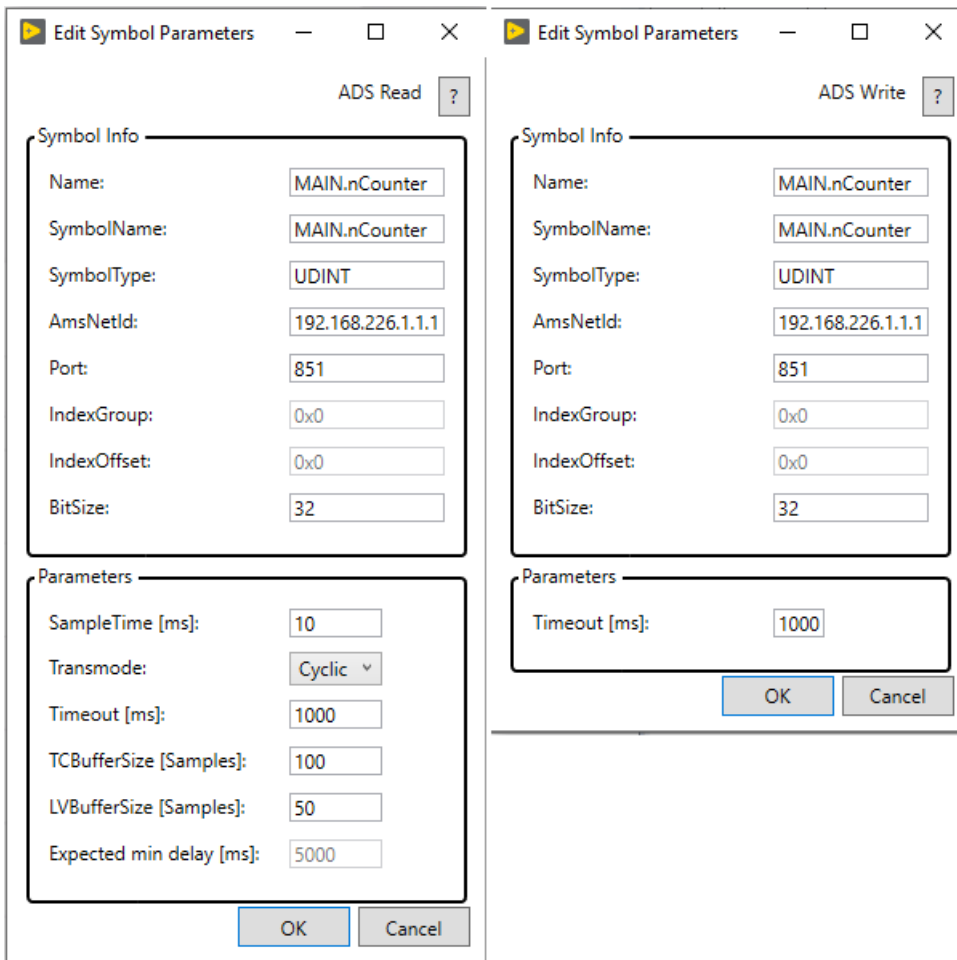 Edit Symbol Parameters
ADS Read ?
Symbol Info
Name: MAIN.nCounter
SymbolName: MAIN.nCounter
SymbolType: UDINT
AmsNetId: 192.168.226.1.1.1
Port: 851
IndexGroup: 0x0
IndexOffset: 0x0
BitSize: 32
Parameters
SampleTime [ms]: 10
Transmode: Cyclic
Timeout [ms]: 1000
TCBufferSize [Samples]: 100
LVBufferSize [Samples]: 50
Expected min delay [ms]: 5000
OK Cancel
Edit Symbol Parameters
ADS Write ?
Symbol Info
Name: MAIN.nCounter
SymbolName: MAIN.nCounter
SymbolType: UDINT
AmsNetId: 192.168.226.1.1.1
Port: 851
IndexGroup: 0x0
IndexOffset: 0x0
BitSize: 32
Parameters
Timeout [ms]: 1000
OK Cancel